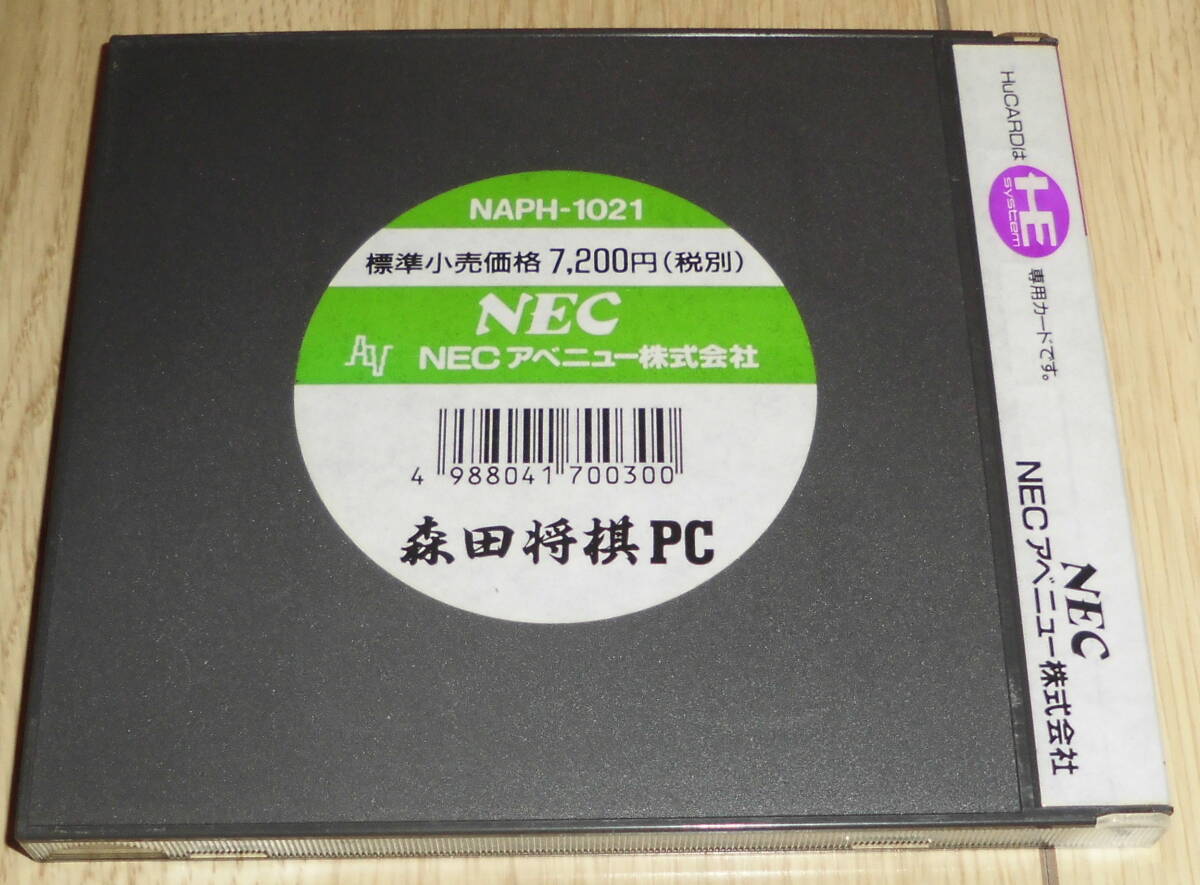 NAPH-1021
標準小売価格 7,200円(税別)
NEC
AV NECアベニュー株式会社
4 988041 700300
森田将棋PC
HuCARDは HE system 専用カードです。
NEC
NECアベニュー株式会社